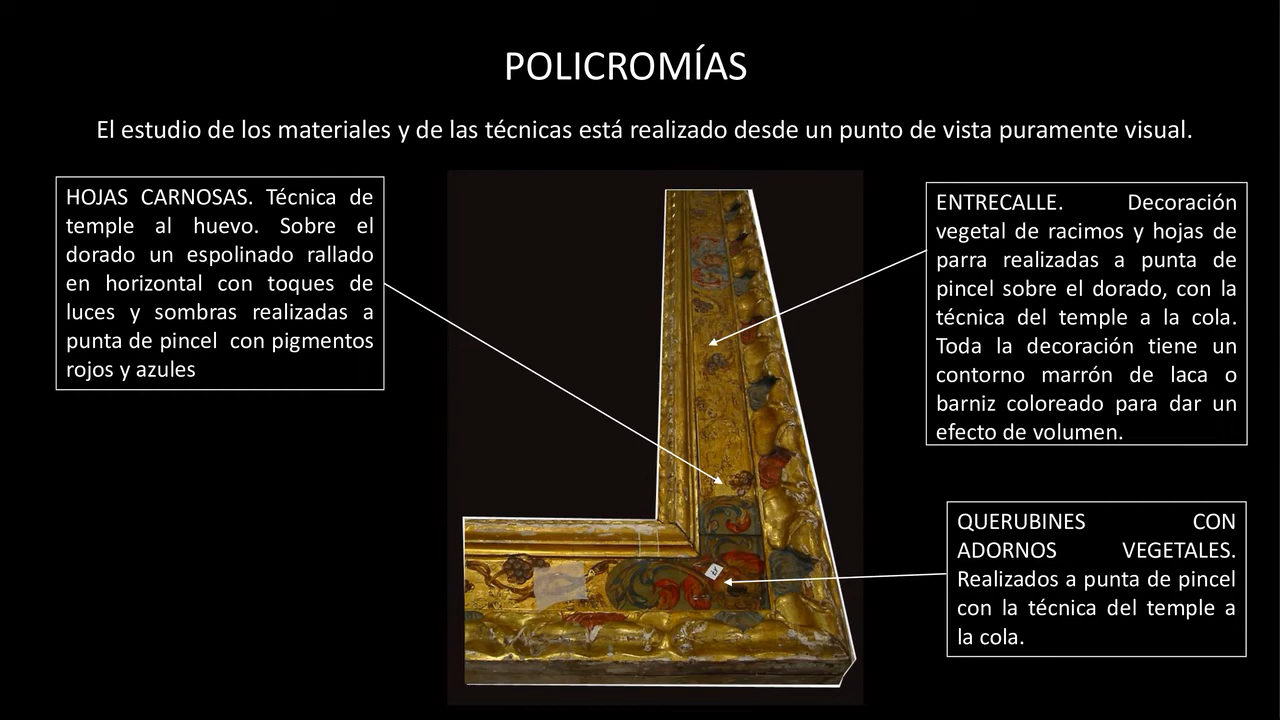 POLICROMÍAS
El estudio de los materiales y de las técnicas está realizado desde un punto de vista puramente visual.
HOJAS CARNOSAS. Técnica de
temple al huevo. Sobre el
dorado un espolinado rallado
en horizontal con toques de
luces y sombras realizadas a
punta de pincel con pigmentos
rojos y azules
ENTRECALLE. Decoración
vegetal de racimos y hojas de
parra realizadas a punta de
pincel sobre el dorado, con la
técnica del temple a la cola.
Toda la decoración tiene un
contorno marrón de laca o
barniz coloreado para dar un
efecto de volumen.
QUERUBINES CON
ADORNOS VEGETALES.
Realizados a punta de pincel
con la técnica del temple a
la cola.